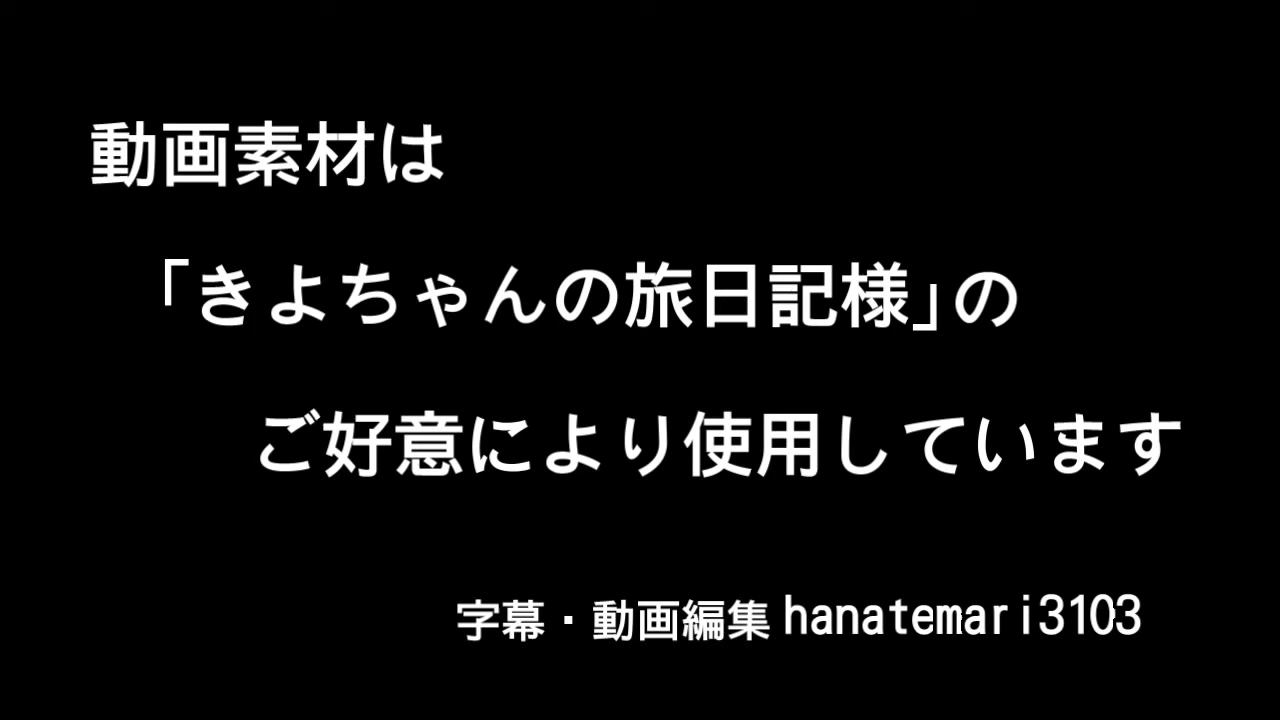 動画素材は
「きよちゃんの旅日記様」の
ご好意により使用しています
字幕・動画編集 hanatemari3103